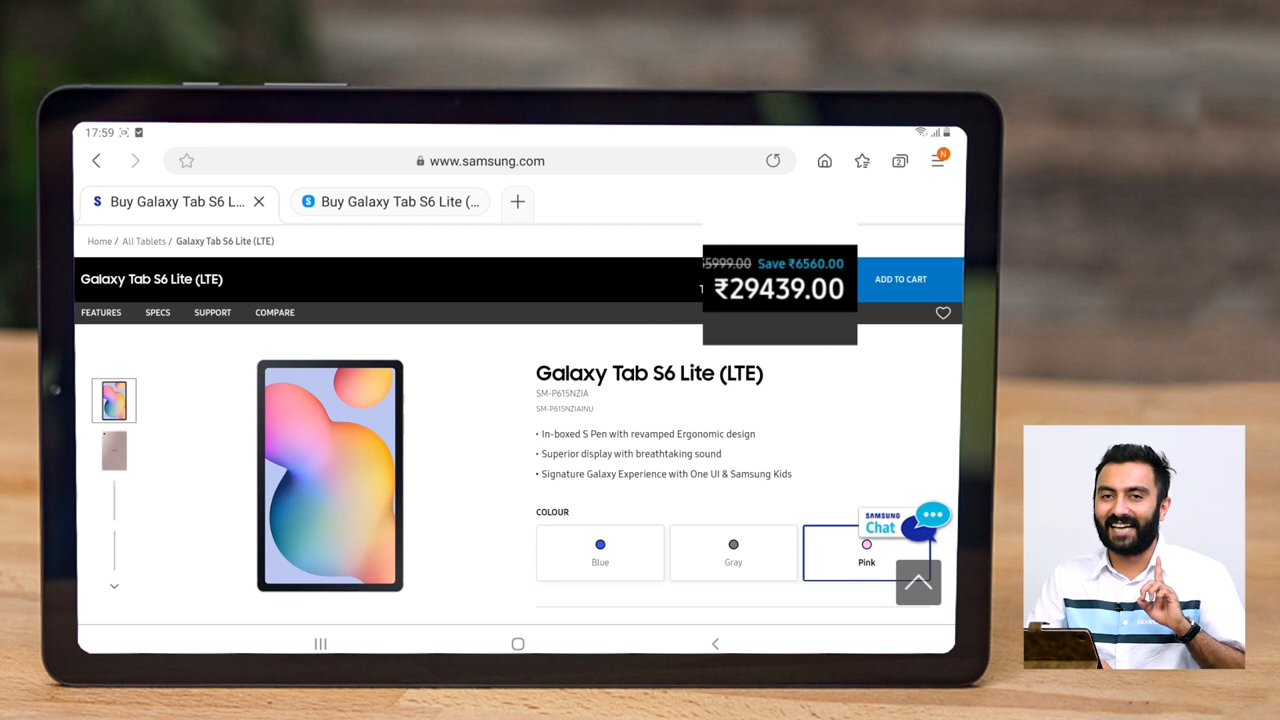 17:59
www.samsung.com
2
N
S Buy Galaxy Tab S6 L...
S Buy Galaxy Tab S6 Lite (...
Home / All Tablets / Galaxy Tab S6 Lite (LTE)
Galaxy Tab S6 Lite (LTE)
5999.00 Save ₹6560.00
₹29439.00
ADD TO CART
FEATURES SPECS SUPPORT COMPARE
Galaxy Tab S6 Lite (LTE)
SM-P615NZIA
SM-P615NZIAINU
• In-boxed S Pen with revamped Ergonomic design
• Superior display with breathtaking sound
• Signature Galaxy Experience with One UI & Samsung Kids
COLOUR
SAMSUNG
Chat
Blue
Gray
Pink